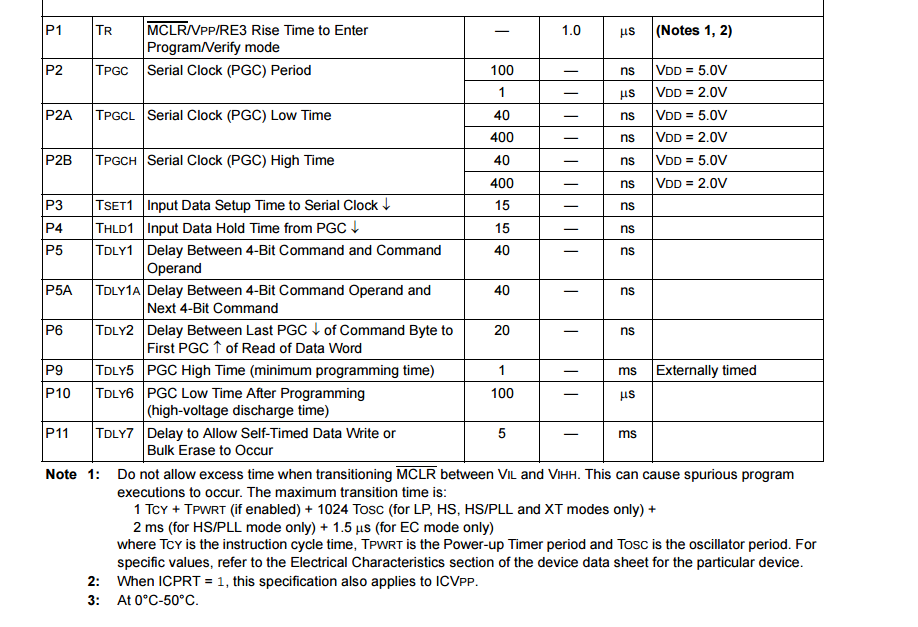 P1 TR MCLR/VPP/RE3 Rise Time to Enter — 1.0 μs (Notes 1, 2)
Program/Verify mode
P2 TPGC Serial Clock (PGC) Period 100 — ns VDD = 5.0V
1 — μs VDD = 2.0V
P2A TPGCL Serial Clock (PGC) Low Time 40 — ns VDD = 5.0V
400 — ns VDD = 2.0V
P2B TPGCH Serial Clock (PGC) High Time 40 — ns VDD = 5.0V
400 — ns VDD = 2.0V
P3 TSET1 Input Data Setup Time to Serial Clock ↓ 15 — ns
P4 THLD1 Input Data Hold Time from PGC ↓ 15 — ns
P5 TDLY1 Delay Between 4-Bit Command and Command 40 — ns
Operand
P5A TDLY1A Delay Between 4-Bit Command Operand and 40 — ns
Next 4-Bit Command
P6 TDLY2 Delay Between Last PGC ↓ of Command Byte to 20 — ns
First PGC ↑ of Read of Data Word
P9 TDLY5 PGC High Time (minimum programming time) 1 — ms Externally timed
P10 TDLY6 PGC Low Time After Programming 100 — μs
(high-voltage discharge time)
P11 TDLY7 Delay to Allow Self-Timed Data Write or 5 — ms
Bulk Erase to Occur
Note 1: Do not allow excess time when transitioning MCLR between VIL and VIHH. This can cause spurious program
executions to occur. The maximum transition time is:
1 TCY + TPWRT (if enabled) + 1024 TOSC (for LP, HS, HS/PLL and XT modes only) +
2 ms (for HS/PLL mode only) + 1.5 μs (for EC mode only)
where TCY is the instruction cycle time, TPWRT is the Power-up Timer period and TOSC is the oscillator period. For
specific values, refer to the Electrical Characteristics section of the device data sheet for the particular device.
2: When ICPRT = 1, this specification also applies to ICVPP.
3: At 0°C-50°C.